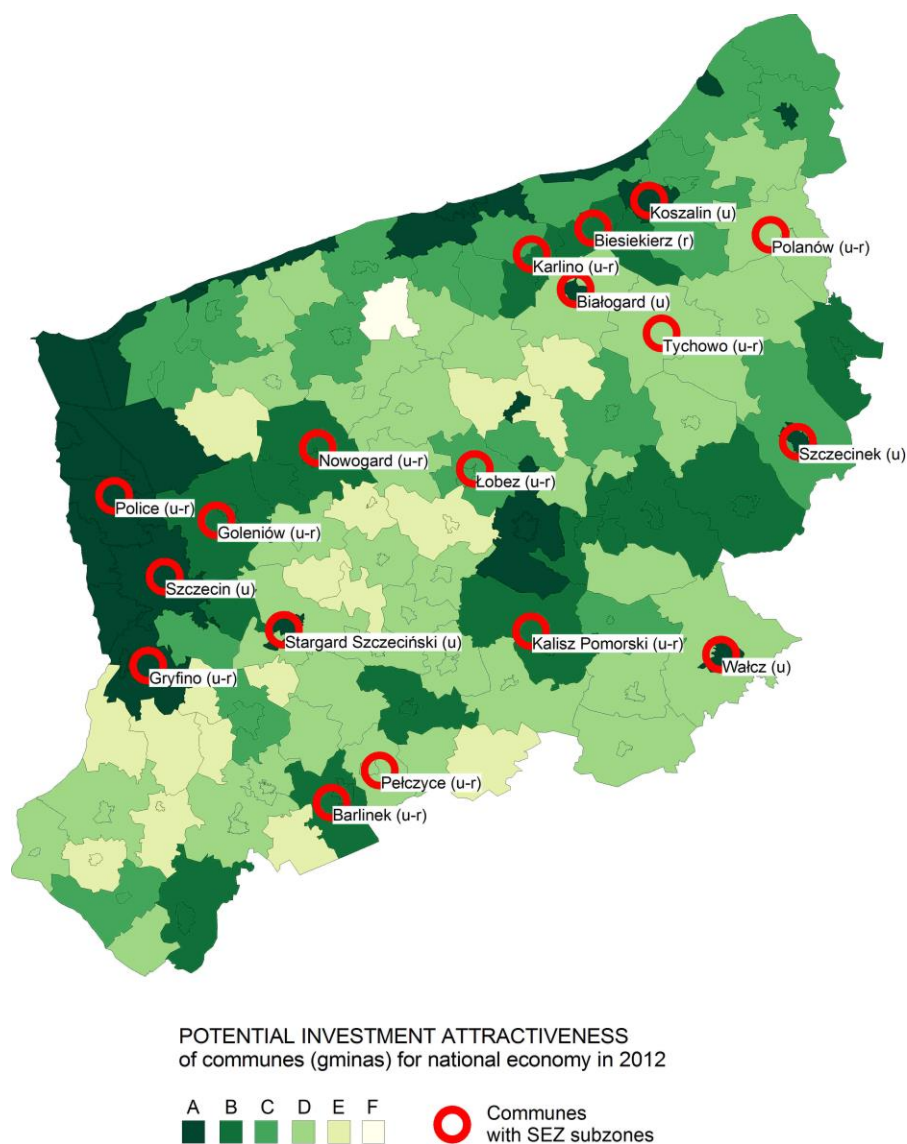 Koszalin (u)
Biesiekierz (r)
Polanów (u-r)
Karlino (u-r)
Białogard (u)
Tychowo (u-r)
Szczecinek (u)
Nowogard (u-r)
Łobez (u-r)
Police (u-r)
Goleniów (u-r)
Szczecin (u)
Stargard Szczeciński (u)
Kalisz Pomorski (u-r)
Wałcz (u)
Gryfino (u-r)
Pełczyce (u-r)
Barlinek (u-r)
POTENTIAL INVESTMENT ATTRACTIVENESS
of communes (gminas) for national economy in 2012
A B C D E F
Communes
with SEZ subzones